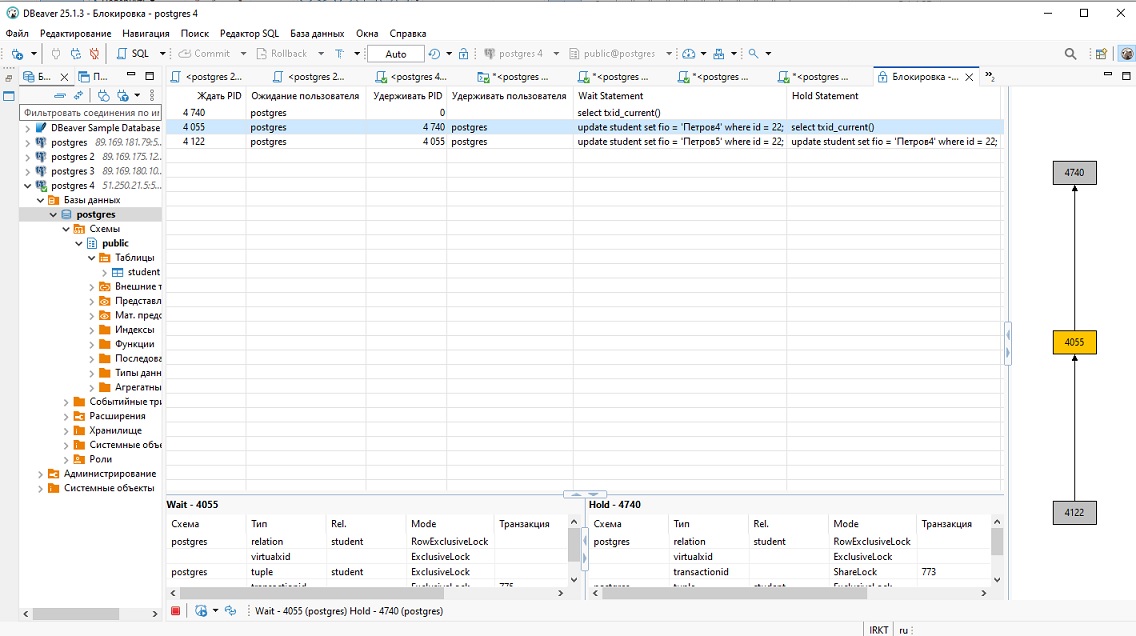 DBeaver 25.1.3 - Блокировка - postgres 4
Файл Редактирование Навигация Поиск Редактор SQL База данных Окна Справка
SQL Commit Rollback Auto postgres 4 public@postgres
Б... П... <postgres 2... <postgres 2... <postgres 4... *<postgres ... *<postgres ... *<postgres ... *<postgres ... Блокировка -... »2
Фильтровать соединения по и
DBeaver Sample Database
postgres 89.169.181.79:5...
postgres 2 89.169.175.12...
postgres 3 89.169.180.10...
postgres 4 51.250.21.5:5...
Базы данных
postgres
Схемы
public
Таблицы
student
Внешние т
Представл
Мат. предс
Индексы
Функции
Последова
Типы данн
Агрегатны
Событийные три
Расширения
Хранилище
Системные объе
Роли
Администрирование
Системные объекты
Ждать PID Ожидание пользователя Удерживать PID Удерживать пользователя Wait Statement Hold Statement
4 740 postgres 0 select txid_current()
4 055 postgres 4 740 postgres update student set fio = 'Петров4' where id = 22; select txid_current()
4 122 postgres 4 055 postgres update student set fio = 'Петров5' where id = 22; update student set fio = 'Петров4' where id = 22;
4740
4055
4122
Wait - 4055
Схема Тип Rel. Mode Транзакция
postgres relation student RowExclusiveLock
virtualxid ExclusiveLock
postgres tuple student ExclusiveLock
transactionid ExclusiveLock 775
Hold - 4740
Схема Тип Rel. Mode Транзакция
postgres relation student RowExclusiveLock
virtualxid ExclusiveLock
transactionid ShareLock 773
postgres tuple student ExclusiveLock
Wait - 4055 (postgres) Hold - 4740 (postgres)
IRKT ru